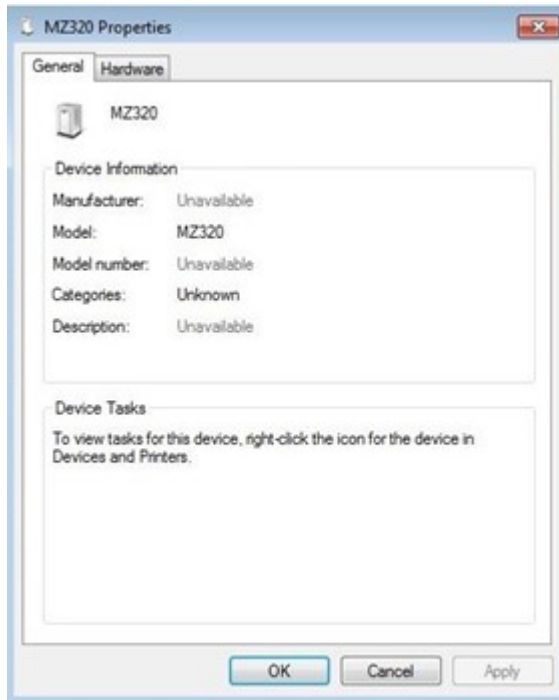 MZ320 Properties
General Hardware
MZ320
Device Information
Manufacturer: Unavailable
Model: MZ320
Model number: Unavailable
Categories: Unknown
Description: Unavailable
Device Tasks
To view tasks for this device, right-click the icon for the device in
Devices and Printers.
OK Cancel Apply